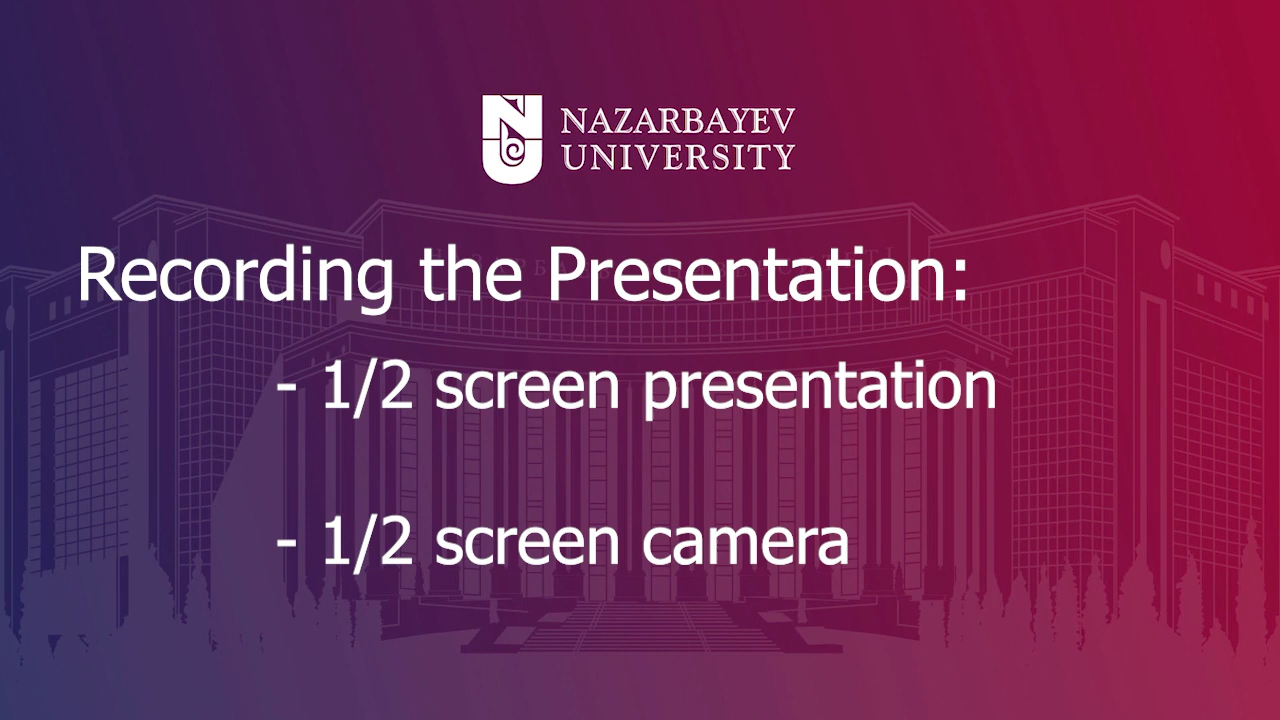 NAZARBAYEV
UNIVERSITY
Recording the Presentation:
- 1/2 screen presentation
- 1/2 screen camera